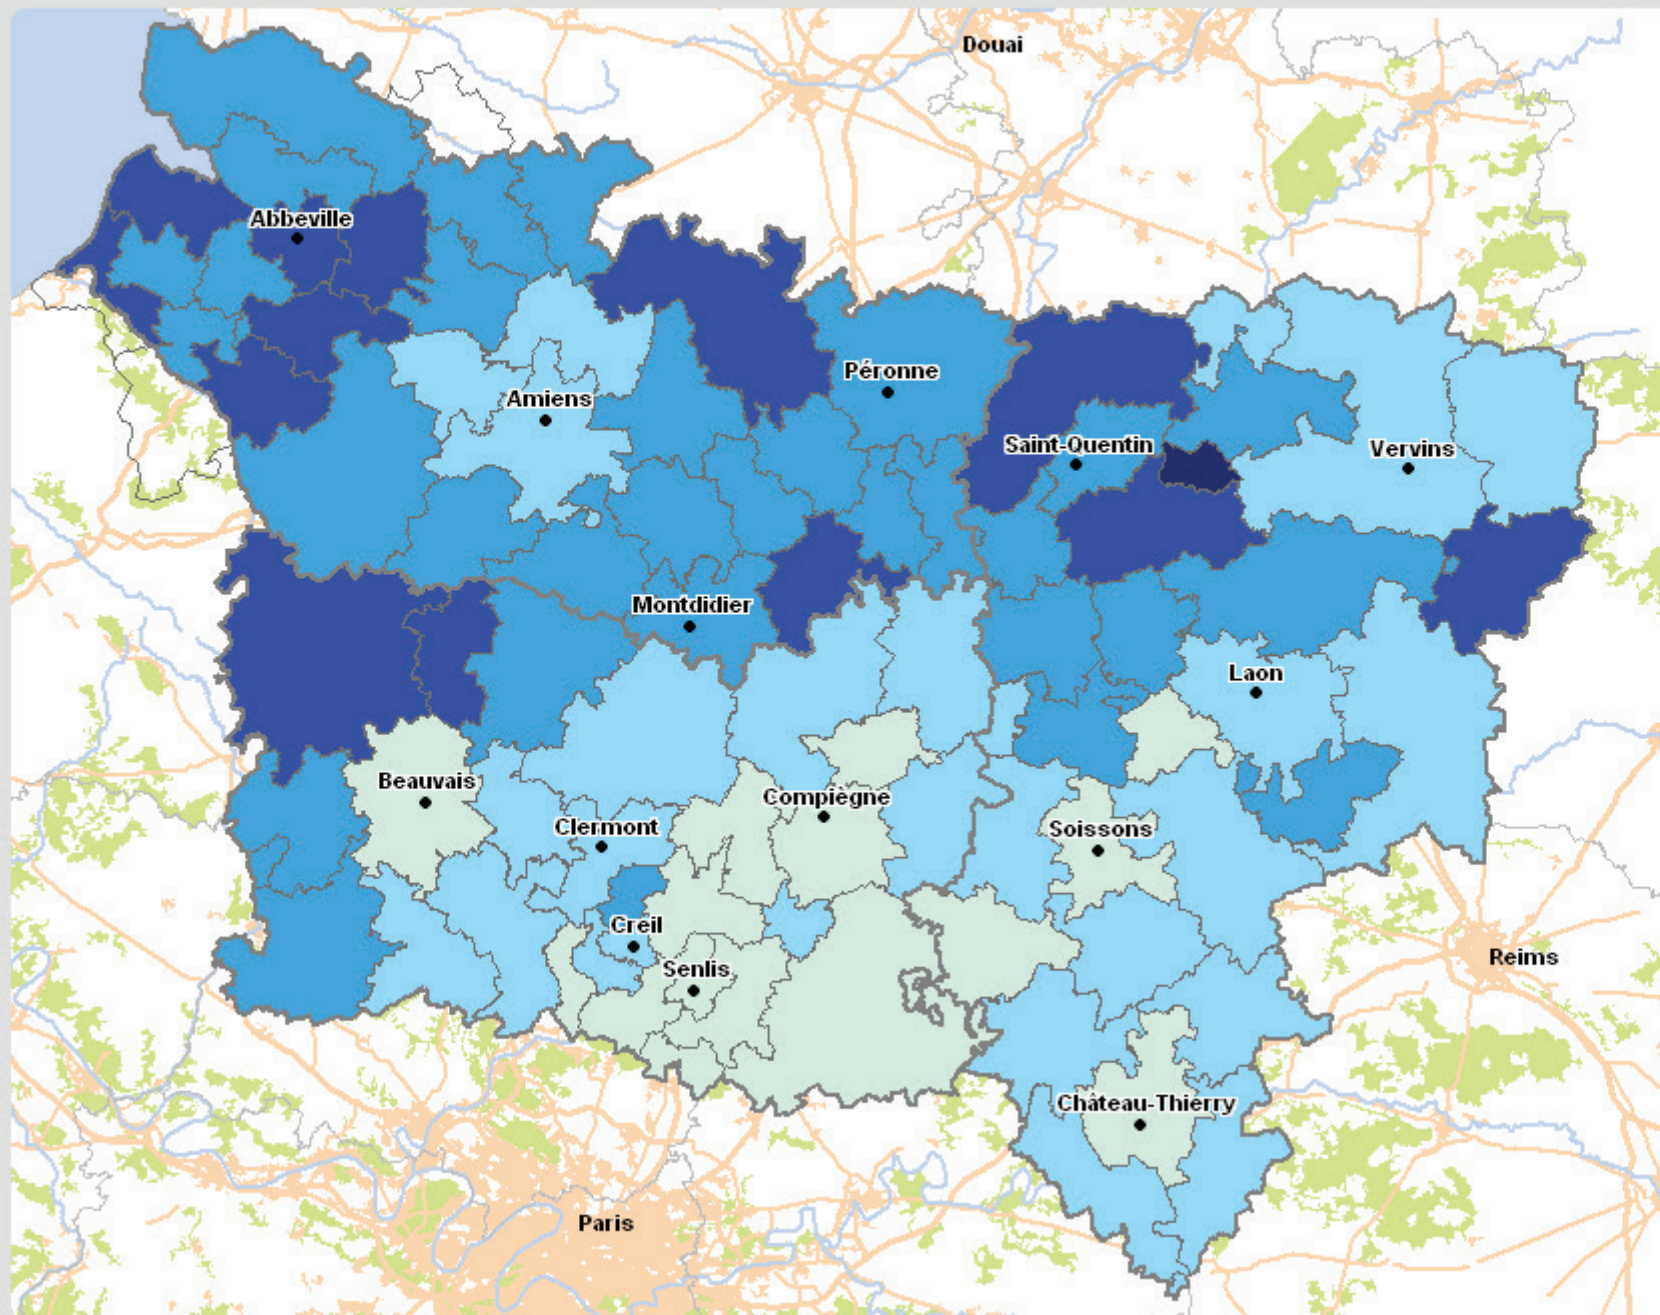 Douai
Abbeville
Péronne
Amiens
Saint-Quentin
Vervins
Montdidier
Laon
Beauvais
Compiègne
Clermont
Soissons
Creil
Senlis
Reims
Château-Thierry
Paris